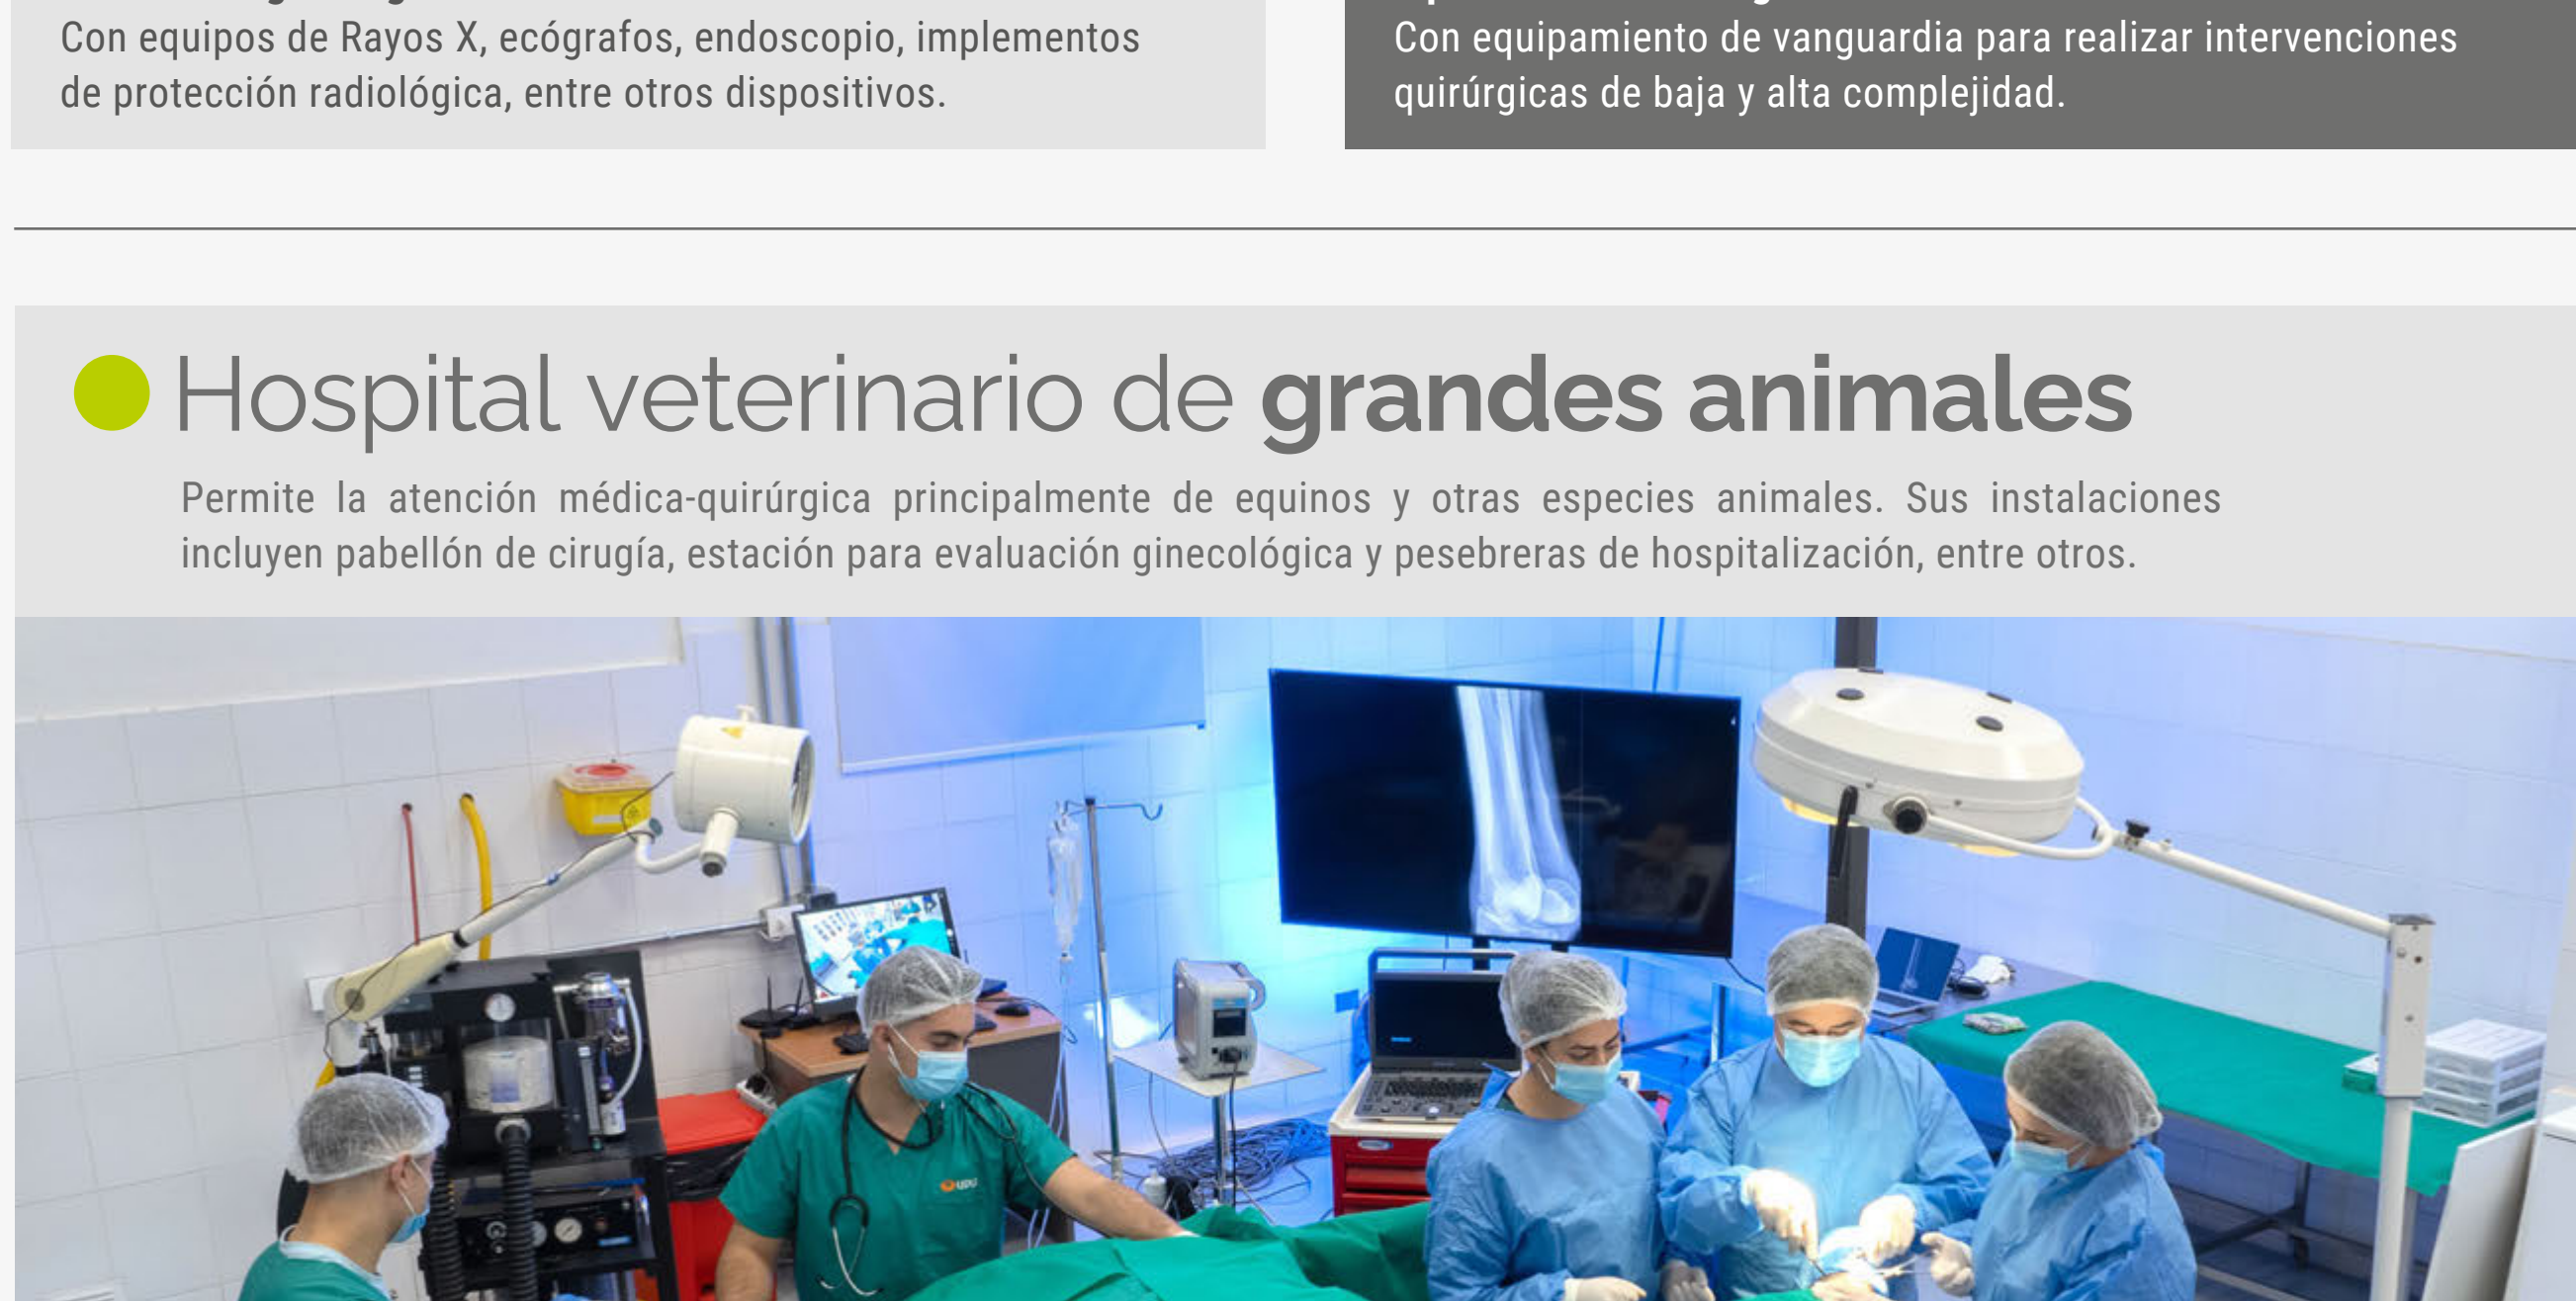 Con equipos de Rayos X, ecógrafos, endoscopio, implementos
de protección radiológica, entre otros dispositivos.
Con equipamiento de vanguardia para realizar intervenciones
quirúrgicas de baja y alta complejidad.
Hospital veterinario de grandes animales
Permite la atención médica-quirúrgica principalmente de equinos y otras especies animales. Sus instalaciones
incluyen pabellón de cirugía, estación para evaluación ginecológica y pesebreras de hospitalización, entre otros.